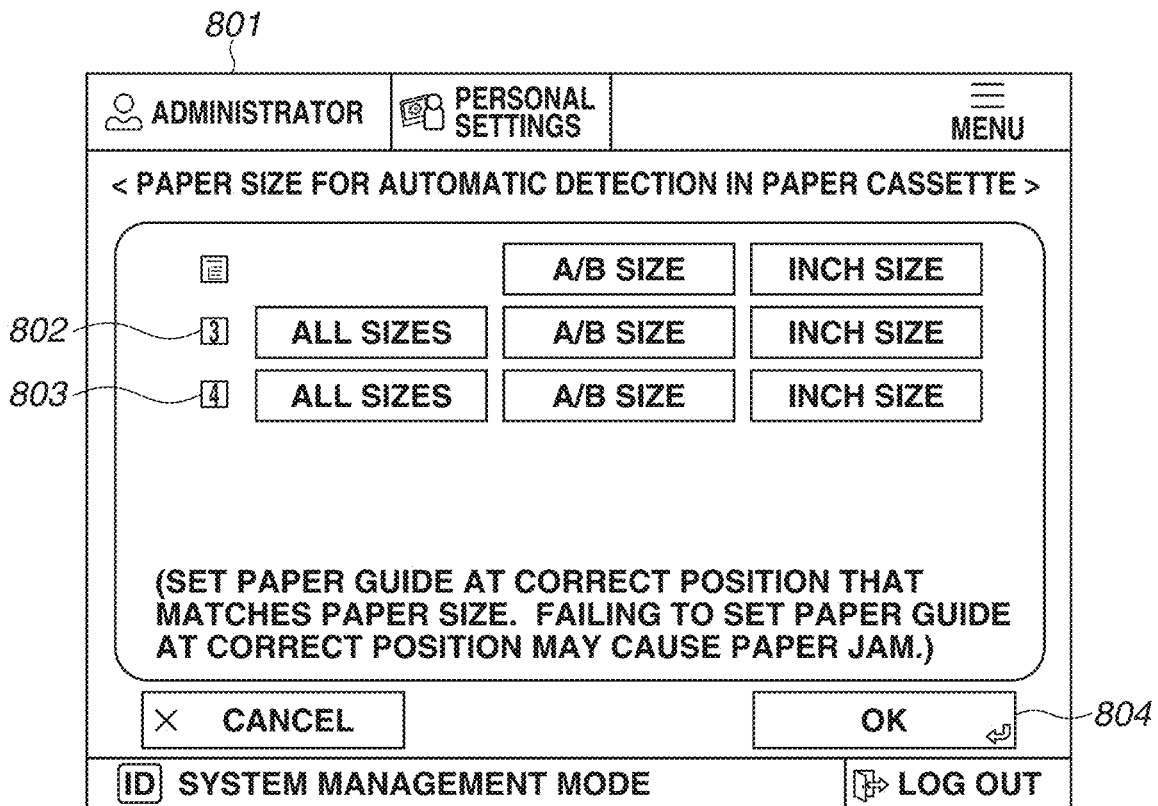 801
ADMINISTRATOR PERSONAL SETTINGS MENU
< PAPER SIZE FOR AUTOMATIC DETECTION IN PAPER CASSETTE >
A/B SIZE INCH SIZE
802 3 ALL SIZES A/B SIZE INCH SIZE
803 4 ALL SIZES A/B SIZE INCH SIZE
(SET PAPER GUIDE AT CORRECT POSITION THAT
MATCHES PAPER SIZE. FAILING TO SET PAPER GUIDE
AT CORRECT POSITION MAY CAUSE PAPER JAM.)
× CANCEL OK 804
ID SYSTEM MANAGEMENT MODE LOG OUT